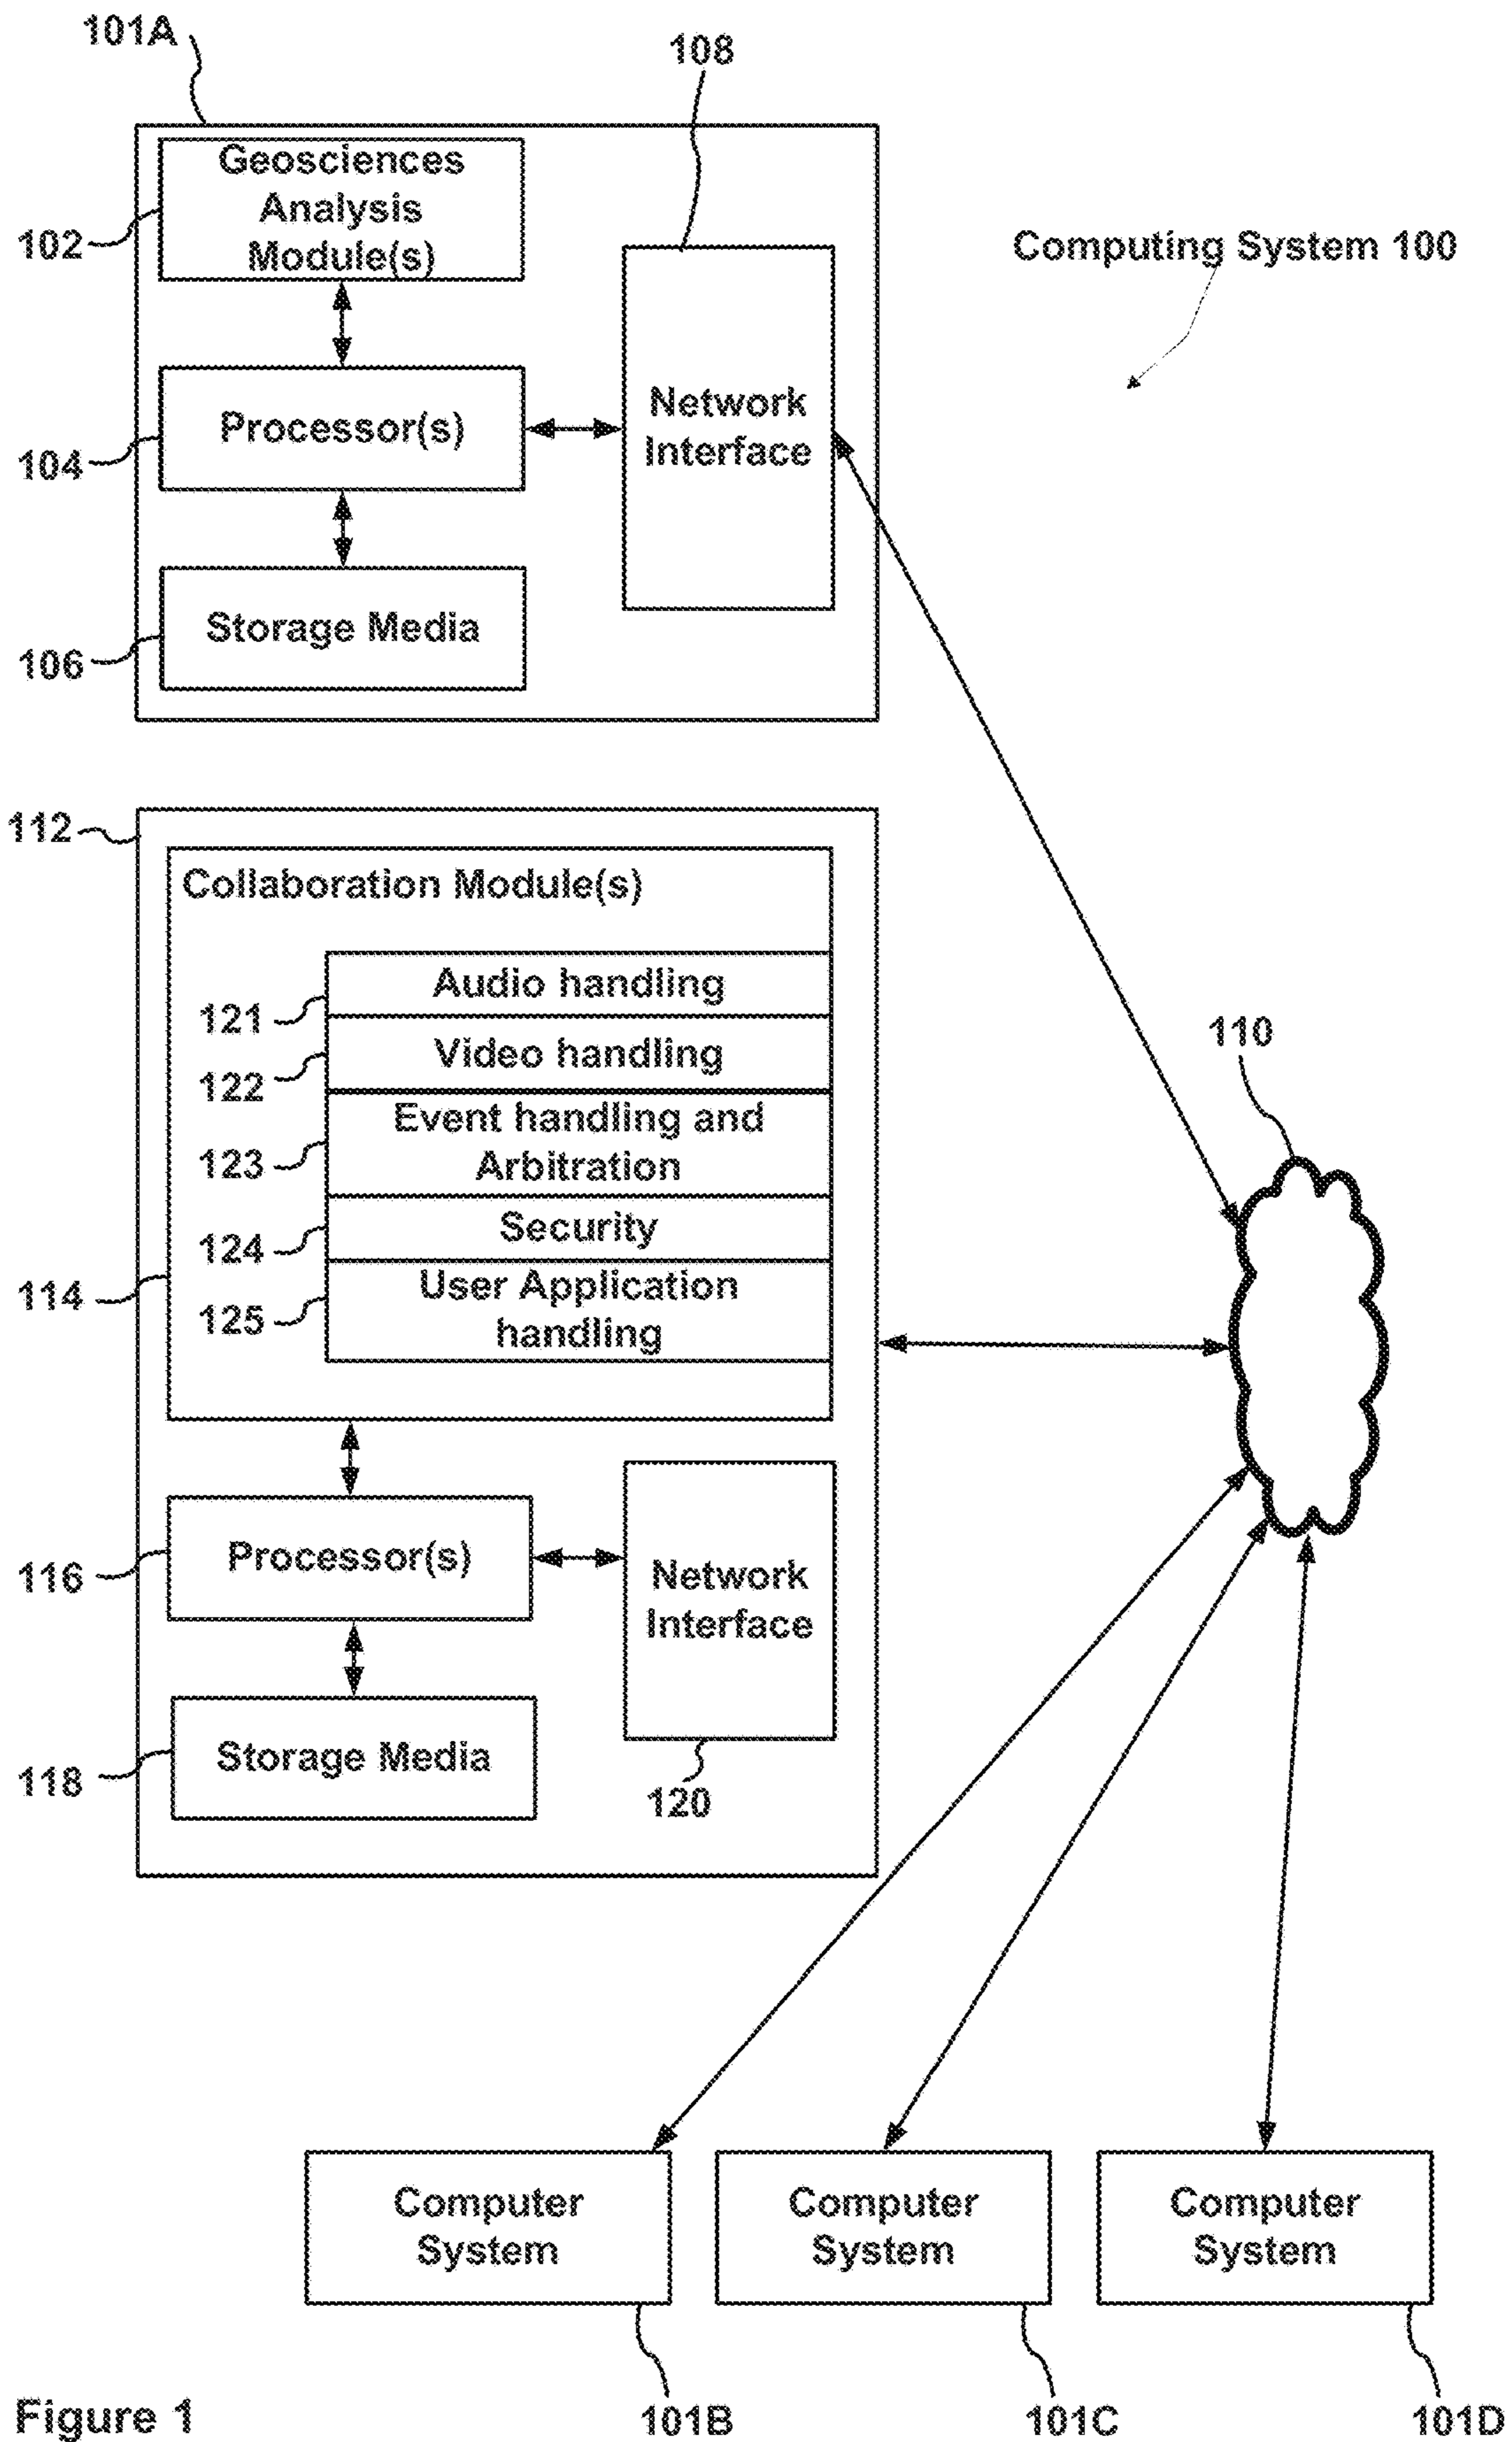 101A
108
Geosciences
Analysis
Module(s)
102
Computing System 100
Network
Interface
Processor(s)
104
Storage Media
106
112
Collaboration Module(s)
Audio handling
121
Video handling
122
Event handling and
Arbitration
123
Security
124
User Application
handling
125
114
110
Processor(s)
116
Network
Interface
Storage Media
118
120
Computer
System
Computer
System
Computer
System
101B
101C
101D
Figure 1